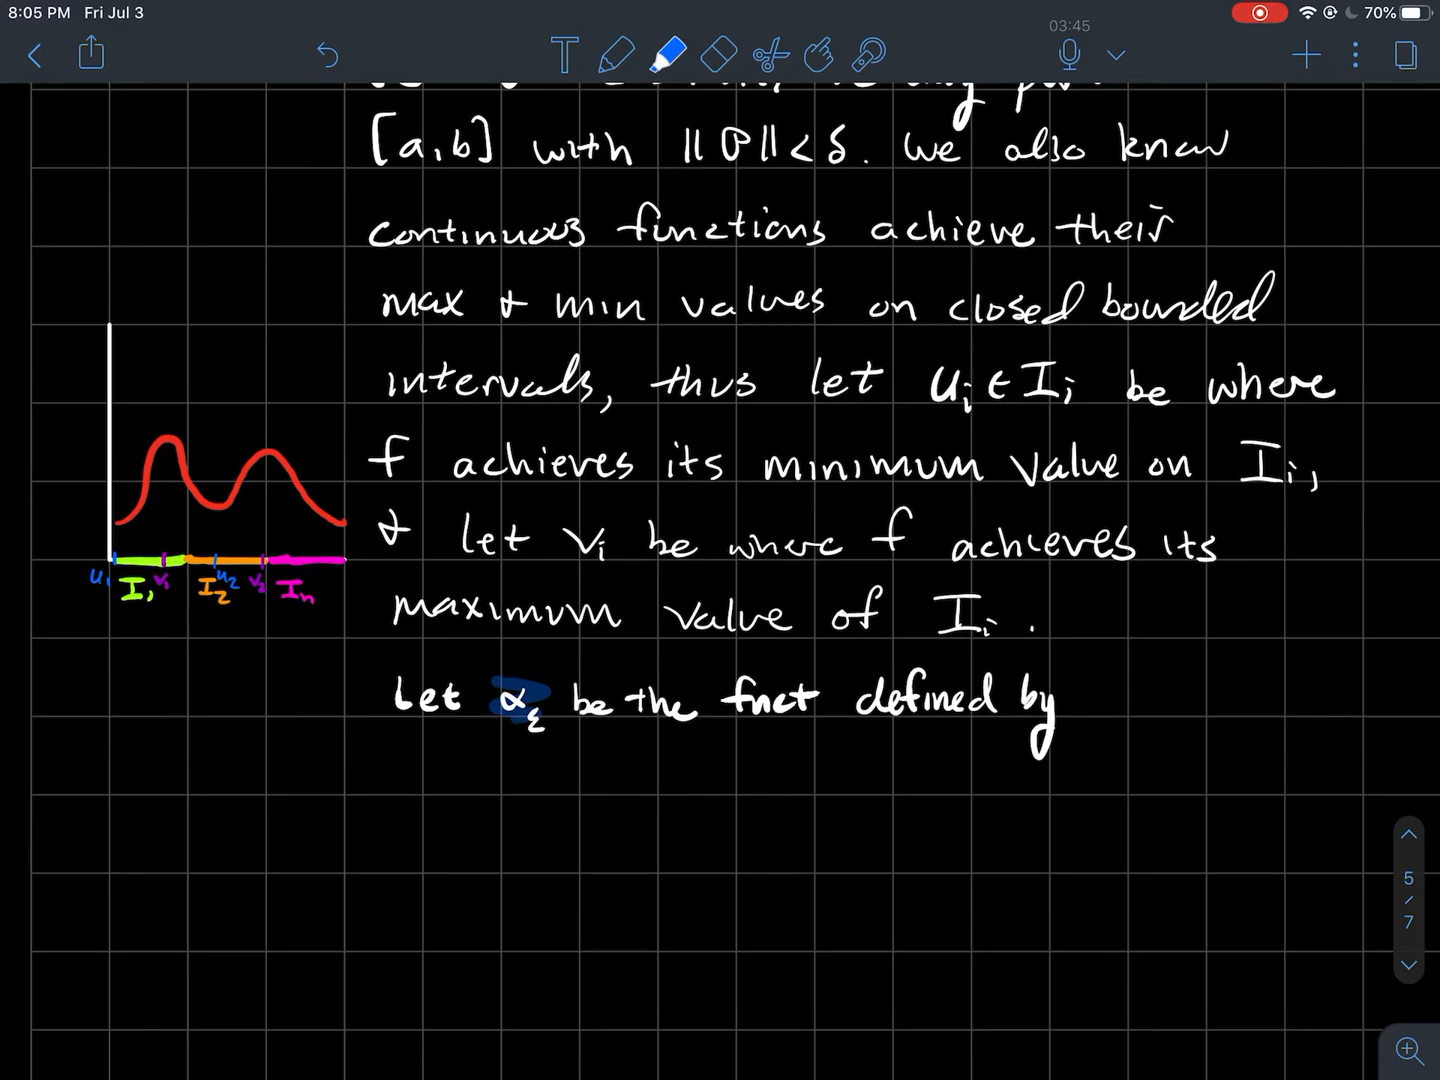 8:05 PM Fri Jul 3
70%
03:45
T
[a,b] with ||P|| < δ. We also know
continuous functions achieve their
max & min values on closed bounded
intervals, thus let uᵢ ∈ Iᵢ be where
f achieves its minimum value on Iᵢ,
& let vᵢ be where f achieves its
maximum value of Iᵢ.
Let α_ε be the fnct defined by
u₁ I₁ v₁ I₂ u₂ v₂ Iₙ
5
/
7